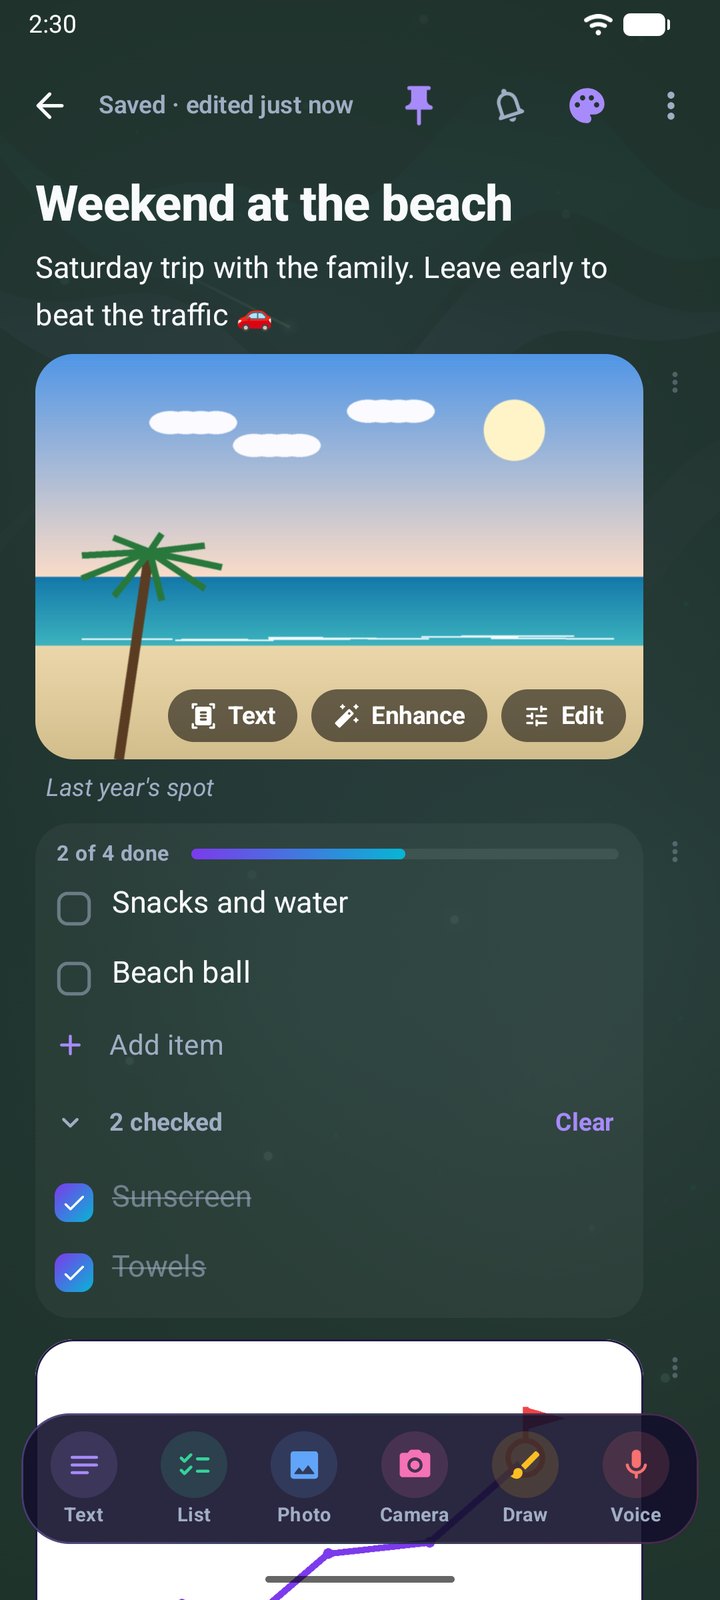 2:30
Saved · edited just now
Weekend at the beach
Saturday trip with the family. Leave early to
beat the traffic 🚗
Text
Enhance
Edit
Last year's spot
2 of 4 done
Snacks and water
Beach ball
Add item
2 checked
Clear
Sunscreen
Towels
Text
List
Photo
Camera
Draw
Voice